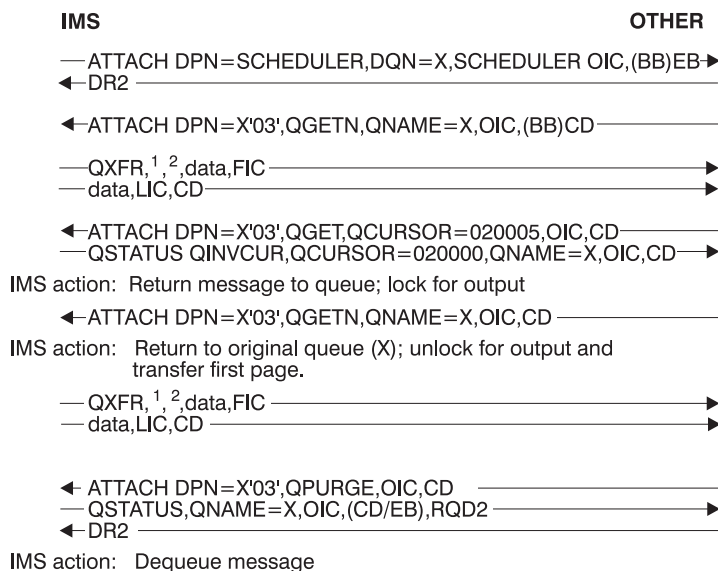 IMS OTHER
ATTACH DPN=SCHEDULER,DQN=X,SCHEDULER OIC,(BB)EB
DR2
ATTACH DPN=X'03',QGETN,QNAME=X,OIC,(BB)CD
QXFR,1,2,data,FIC
data,LIC,CD
ATTACH DPN=X'03',QGET,QCURSOR=020005,OIC,CD
QSTATUS QINVCUR,QCURSOR=020000,QNAME=X,OIC,CD
IMS action: Return message to queue; lock for output
ATTACH DPN=X'03',QGETN,QNAME=X,OIC,CD
IMS action: Return to original queue (X); unlock for output and
transfer first page.
QXFR,1,2,data,FIC
data,LIC,CD
ATTACH DPN=X'03',QPURGE,OIC,CD
QSTATUS,QNAME=X,OIC,(CD/EB),RQD2
DR2
IMS action: Dequeue message